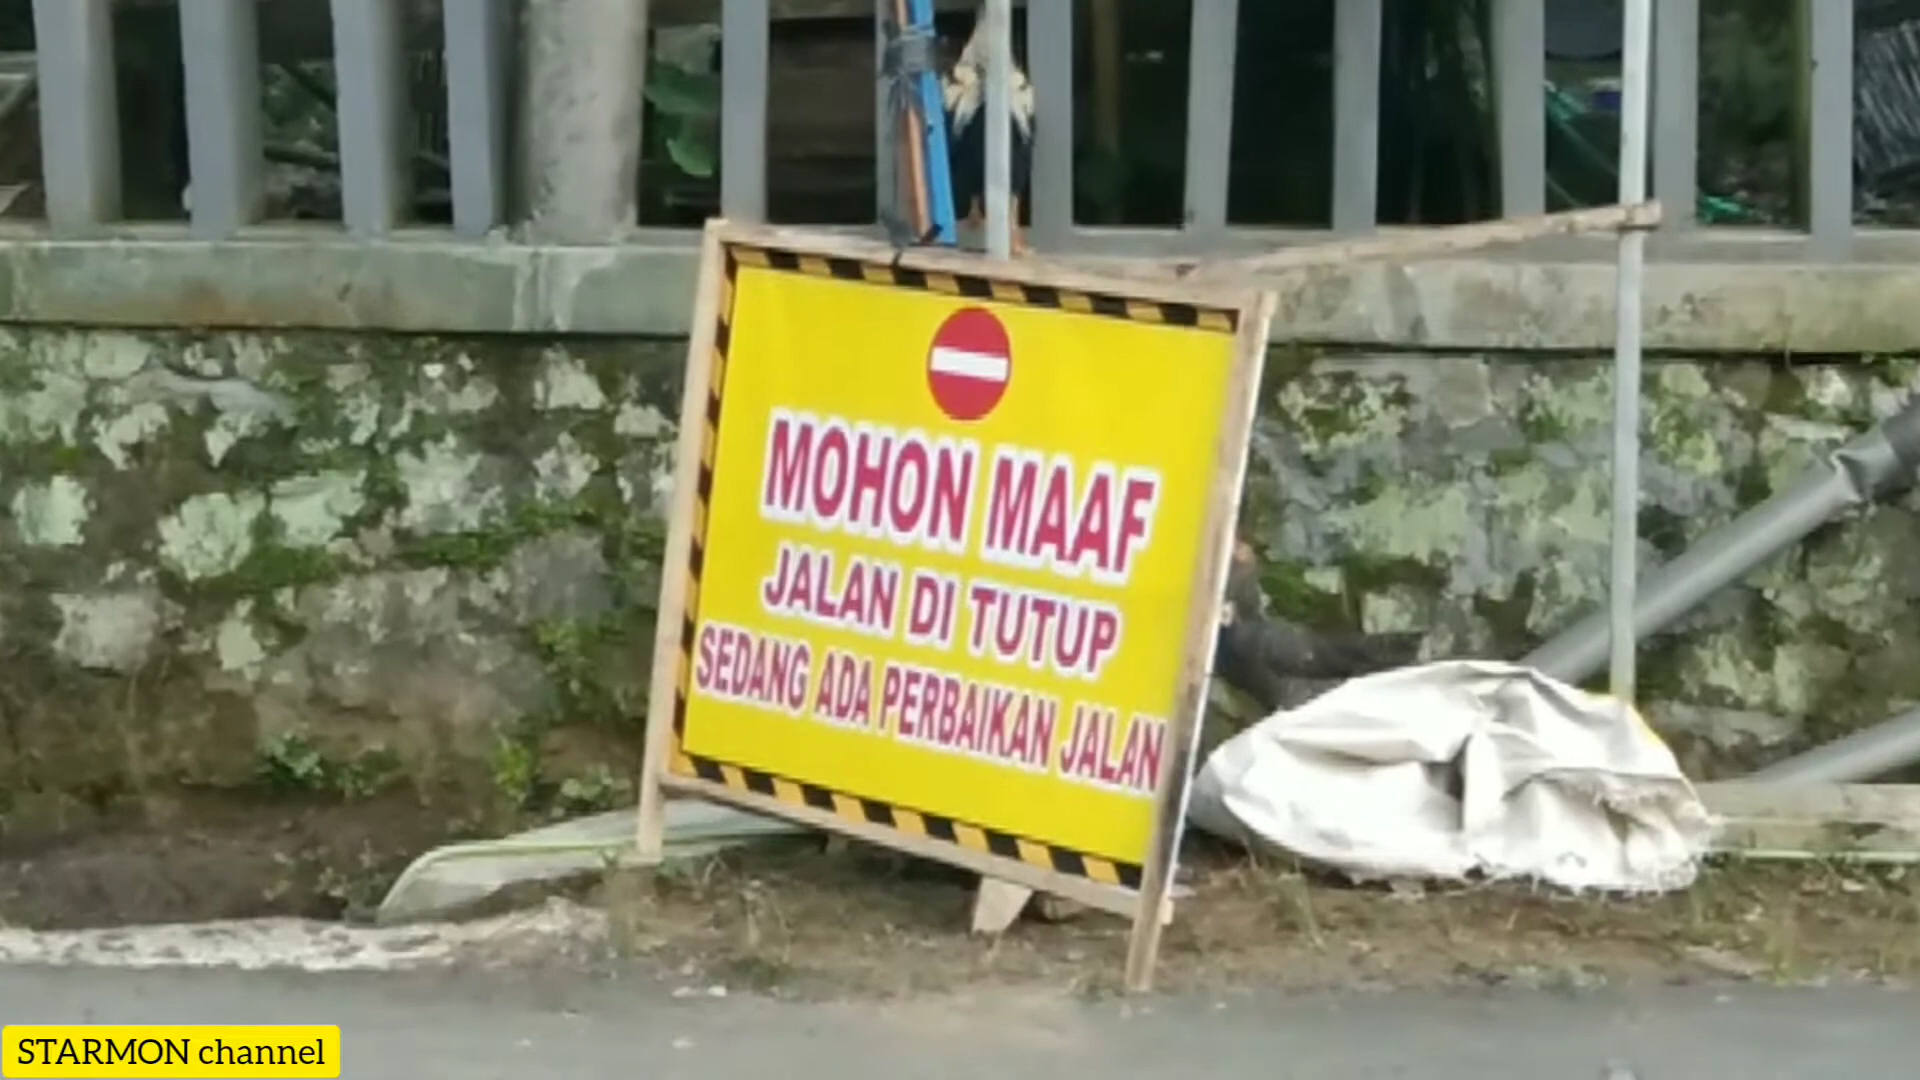 MOHON MAAF
JALAN DI TUTUP
SEDANG ADA PERBAIKAN JALAN
STARMON channel